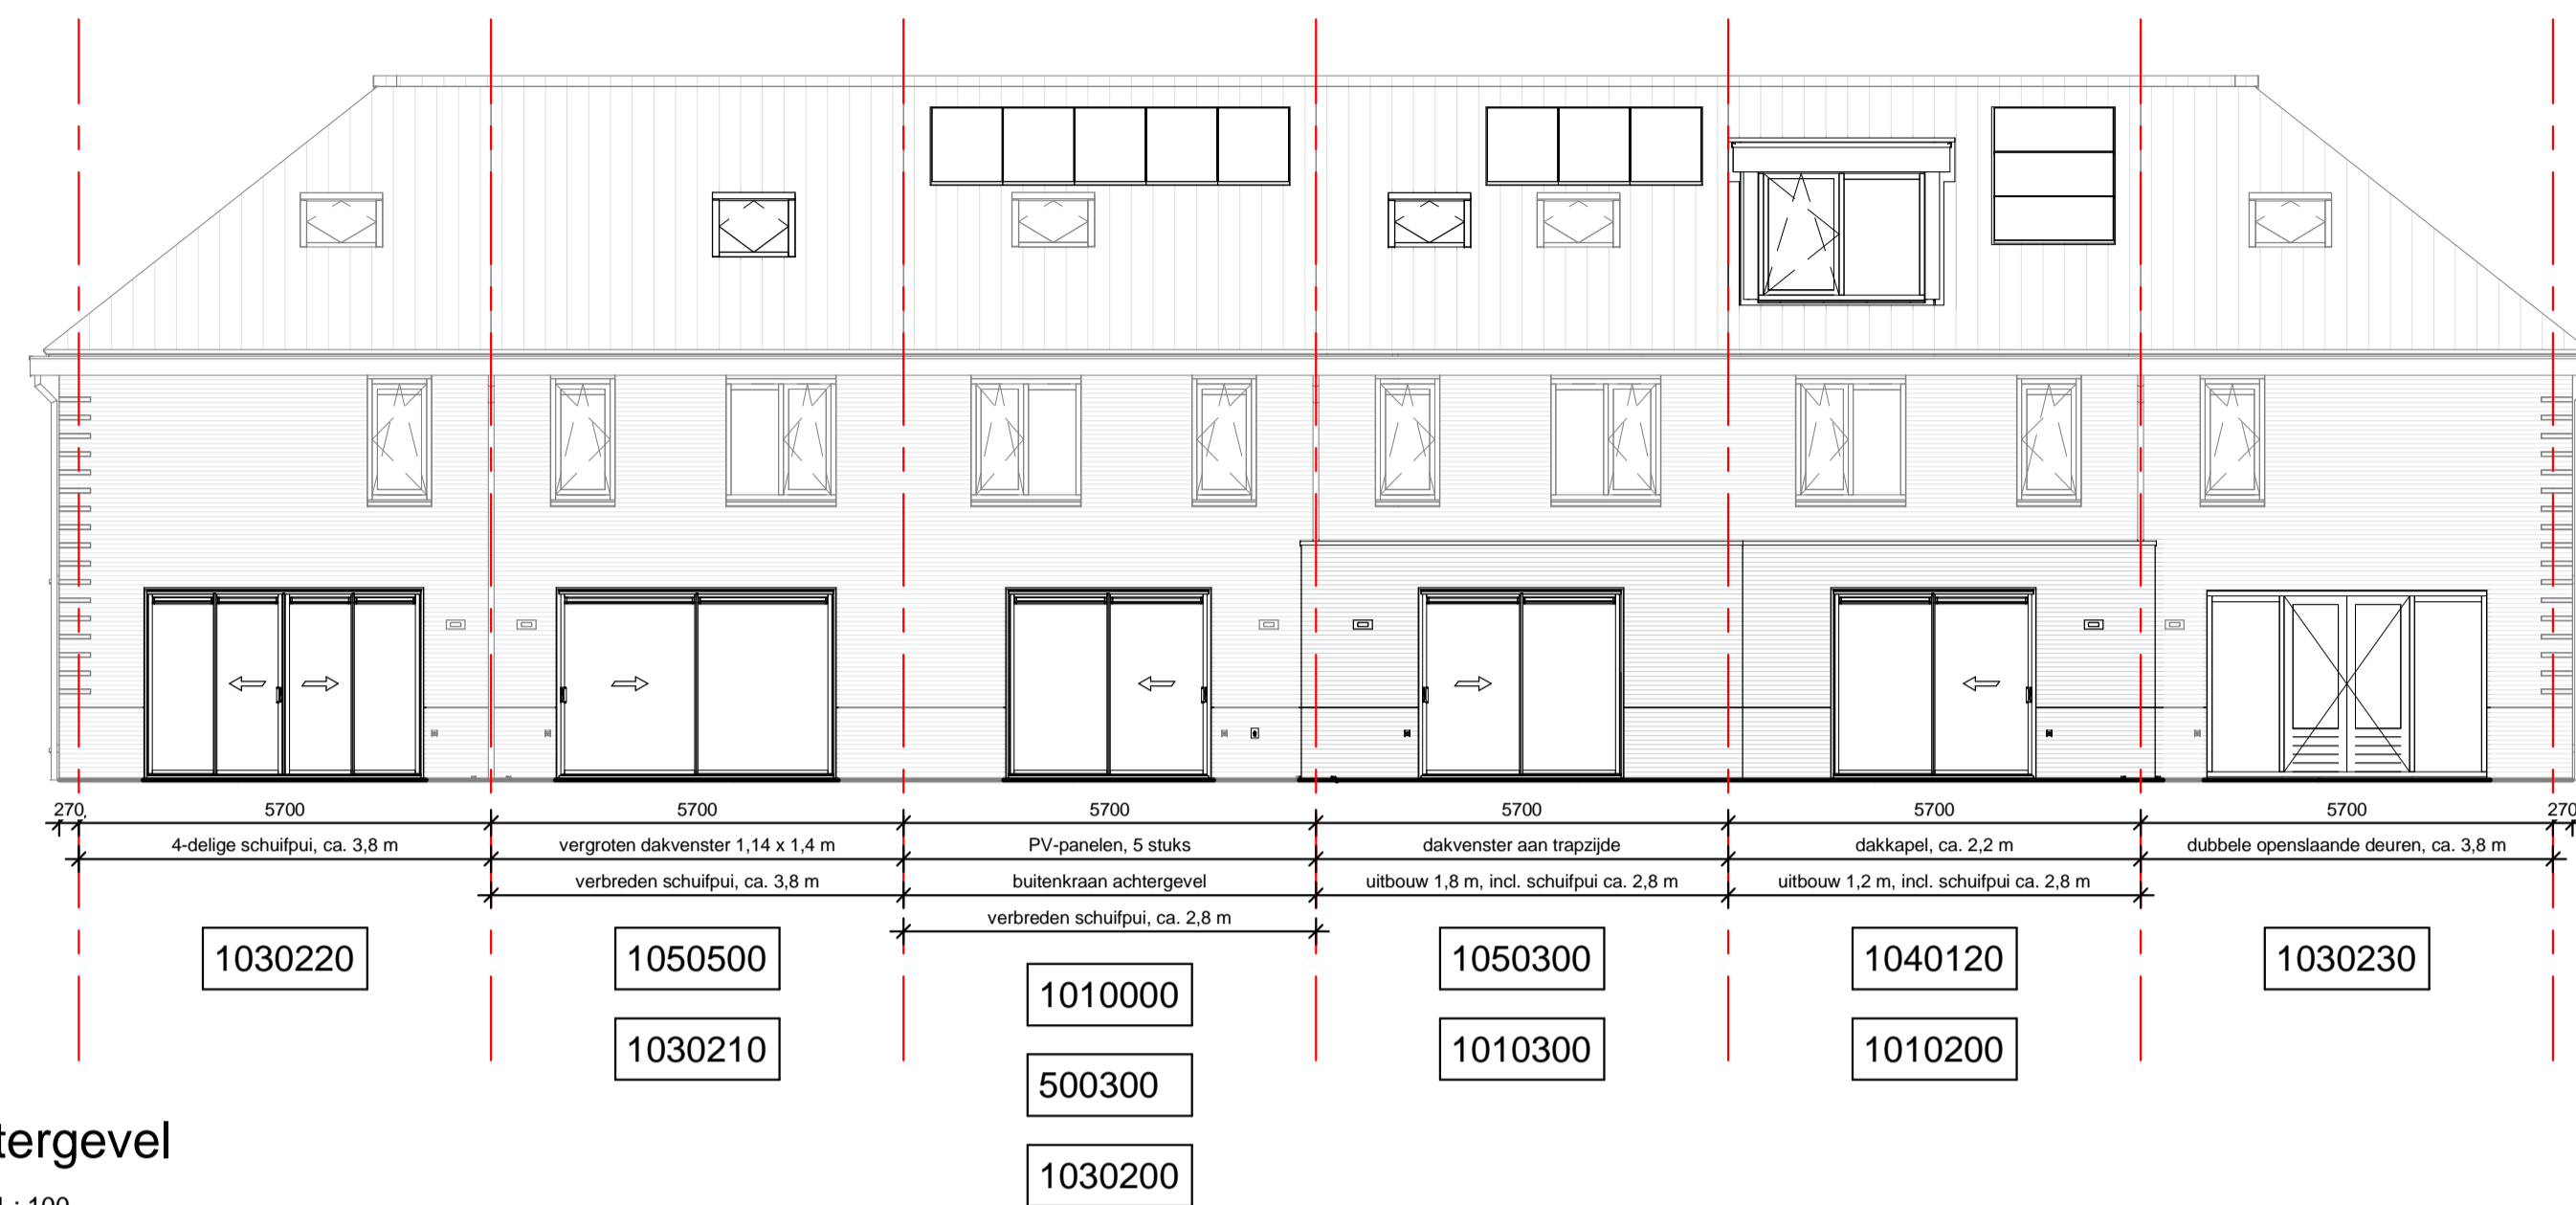 270 5700 5700 5700 5700 5700 5700 270
4-delige schuifpui, ca. 3,8 m
vergroten dakvenster 1,14 x 1,4 m
PV-panelen, 5 stuks
dakvenster aan trapzijde
dakkapel, ca. 2,2 m
dubbele openslaande deuren, ca. 3,8 m
verbreden schuifpui, ca. 3,8 m
buitenkraan achtergevel
uitbouw 1,8 m, incl. schuifpui ca. 2,8 m
uitbouw 1,2 m, incl. schuifpui ca. 2,8 m
verbreden schuifpui, ca. 2,8 m
1030220
1050500
1050300
1040120
1030230
1010000
1030210
1010300
1010200
500300
tergevel
1030200
: 100